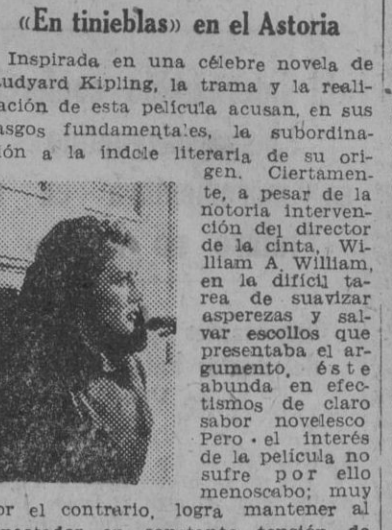 «En tinieblas» en el Astoria
Inspirada en una célebre novela de
udyard Kipling, la trama y la reali-
ación de esta película acusan, en sus
asgos fundamentales, la subordina-
ión a la índole literaria de su ori-
gen. Ciertamen-
te, a pesar de la
notoria interven-
ción del director
de la cinta, Wi-
lliam A. William,
en la difícil ta-
rea de suavizar
asperezas y sal-
var escollos que
presentaba el ar-
gumento, éste
abunda en efec-
tismos de claro
sabor novelesco
Pero el interés
de la película no
sufre por ello
menoscabo; muy
or el contrario, logra mantener al